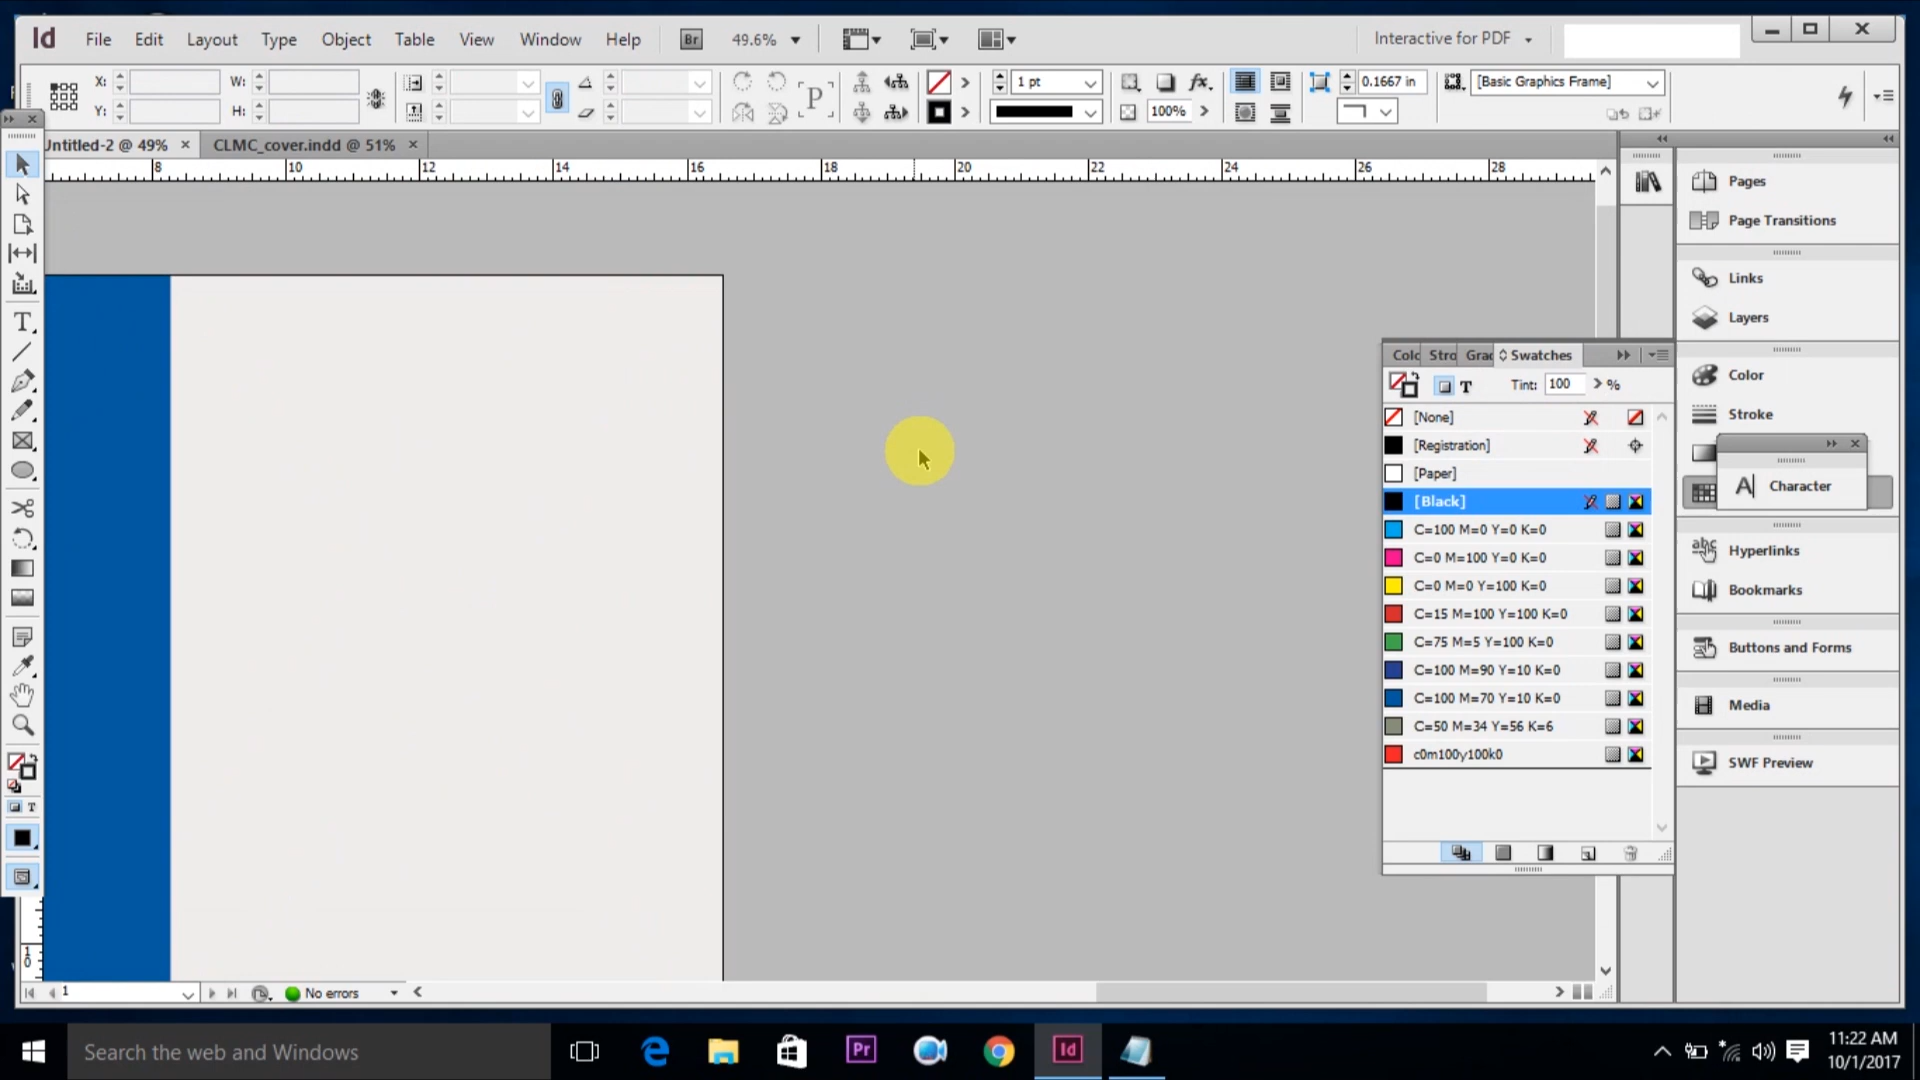 Id File Edit Layout Type Object Table View Window Help Br 49.6% Interactive for PDF
X: W: 1 pt 0.1667 in [Basic Graphics Frame]
Y: H: P 100%
Untitled-2 @ 49% × CLMC_cover.indd @ 51% ×
8 10 12 14 16 18 20 22 24 26 28
Pages
Page Transitions
Links
Layers
Color
Stroke
Character
Hyperlinks
Bookmarks
Buttons and Forms
Media
SWF Preview
Colc Stro Grac Swatches
T Tint: 100 %
[None]
[Registration]
[Paper]
[Black]
C=100 M=0 Y=0 K=0
C=0 M=100 Y=0 K=0
C=0 M=0 Y=100 K=0
C=15 M=100 Y=100 K=0
C=75 M=5 Y=100 K=0
C=100 M=90 Y=10 K=0
C=100 M=70 Y=10 K=0
C=50 M=34 Y=56 K=6
c0m100y100k0
10
1 No errors
Search the web and Windows Pr Id 11:22 AM
10/1/2017